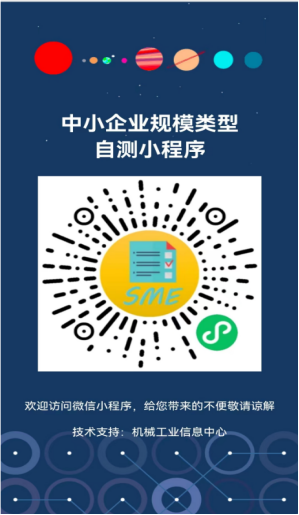 中小企业规模类型
自测小程序
SME
欢迎访问微信小程序，给您带来的不便敬请谅解
技术支持：机械工业信息中心